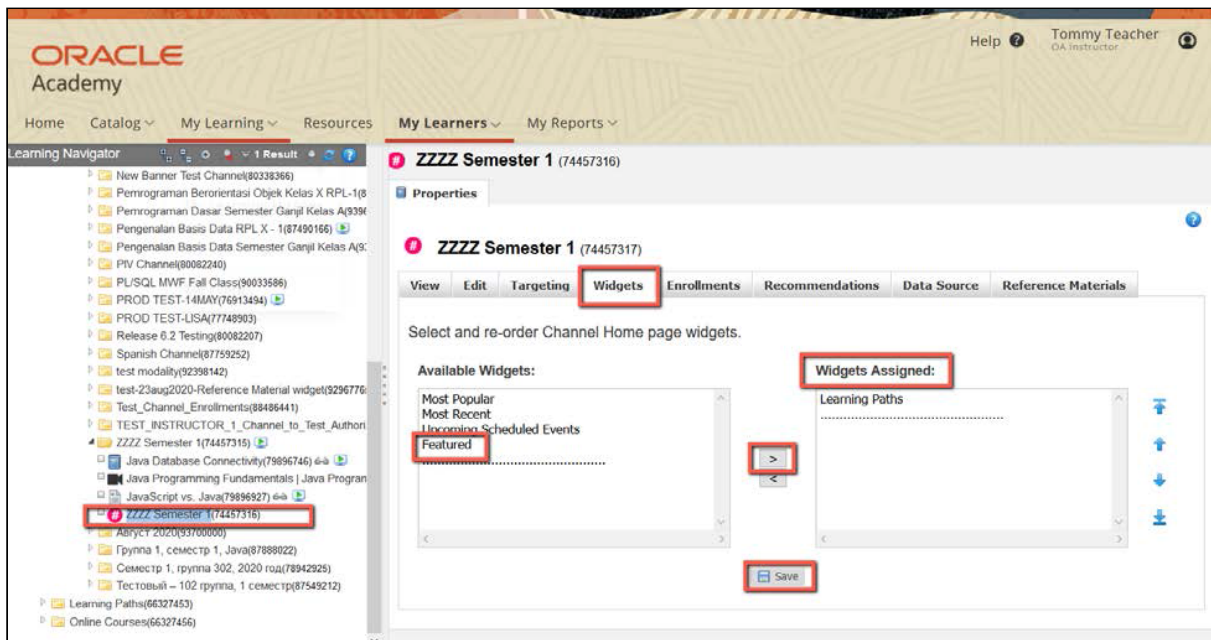 ORACLE
Academy
Help
Tommy Teacher
OA Instructor
Home Catalog My Learning Resources My Learners My Reports
Learning Navigator 1 Result
New Banner Test Channel(80338366)
Pemrograman Berorientasi Objek Kelas X RPL-1(8
Pemrograman Dasar Semester Ganjil Kelas A(939
Pengenalan Basis Data RPL X - 1(87490166)
Pengenalan Basis Data Semester Ganjil Kelas A(9
PIV Channel(80082240)
PL/SQL MWF Fall Class(90033586)
PROD TEST-14MAY(76913494)
PROD TEST-LISA(77748903)
Release 6.2 Testing(80082207)
Spanish Channel(87759252)
test modality(92398142)
test-23aug2020-Reference Material widget(9296776
Test_Channel_Enrollments(88486441)
TEST_INSTRUCTOR_1_Channel_to_Test_Authori
ZZZZ Semester 1(74457315)
Java Database Connectivity(79896746)
Java Programming Fundamentals | Java Program
JavaScript vs. Java(79896927)
ZZZZ Semester 1(74457316)
Август 2020(93700000)
Группа 1, семестр 1, Java(87888022)
Семестр 1, группа 302, 2020 год(78942925)
Тестовый – 102 группа, 1 семестр(87549212)
Learning Paths(66327453)
Online Courses(66327456)
# ZZZZ Semester 1 (74457316)
Properties
# ZZZZ Semester 1 (74457317)
View Edit Targeting Widgets Enrollments Recommendations Data Source Reference Materials
Select and re-order Channel Home page widgets.
Available Widgets:
Most Popular
Most Recent
Upcoming Scheduled Events
Featured
>
<
Widgets Assigned:
Learning Paths
Save